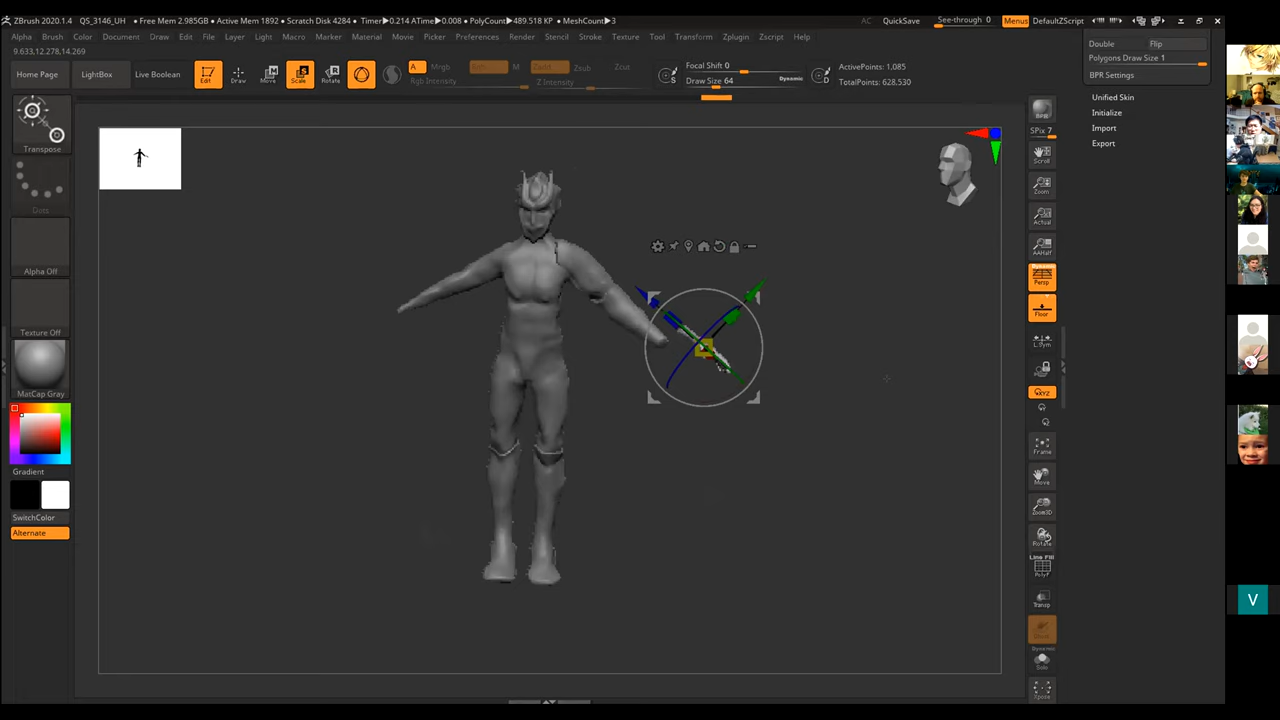 ZBrush 2020.1.4 QS_3146_UH • Free Mem 2.985GB • Active Mem 1892 • Scratch Disk 4284 • Timer▶0.214 ATime▶0.008 • PolyCount▶489.518 KP • MeshCount▶3 AC QuickSave See-through 0 Menus DefaultZScript
Alpha Brush Color Document Draw Edit File Layer Light Macro Marker Material Movie Picker Preferences Render Stencil Stroke Texture Tool Transform Zplugin Zscript Help
9.633,12.278,14.269
Double Flip
Polygons Draw Size 1
BPR Settings
Unified Skin
Initialize
Import
Export
Home Page LightBox Live Boolean Edit Draw Move Scale Rotate
A Mrgb M Zsub Zcut
Rgb Intensity Z Intensity
Focal Shift 0
Draw Size 64 Dynamic
ActivePoints: 1,085
TotalPoints: 628.530
Transpose
Dots
Alpha Off
Texture Off
MatCap Gray
Gradient
SwitchColor
Alternate
BPR
SPix 7
Scroll
Zoom
Actual
AAHalf
Dynamic
Persp
Floor
L.Sym
XYZ
Frame
Move
Zoom3D
Rotate
Line Fill
PolyF
Transp
Dynamic
Solo
Xpose
V